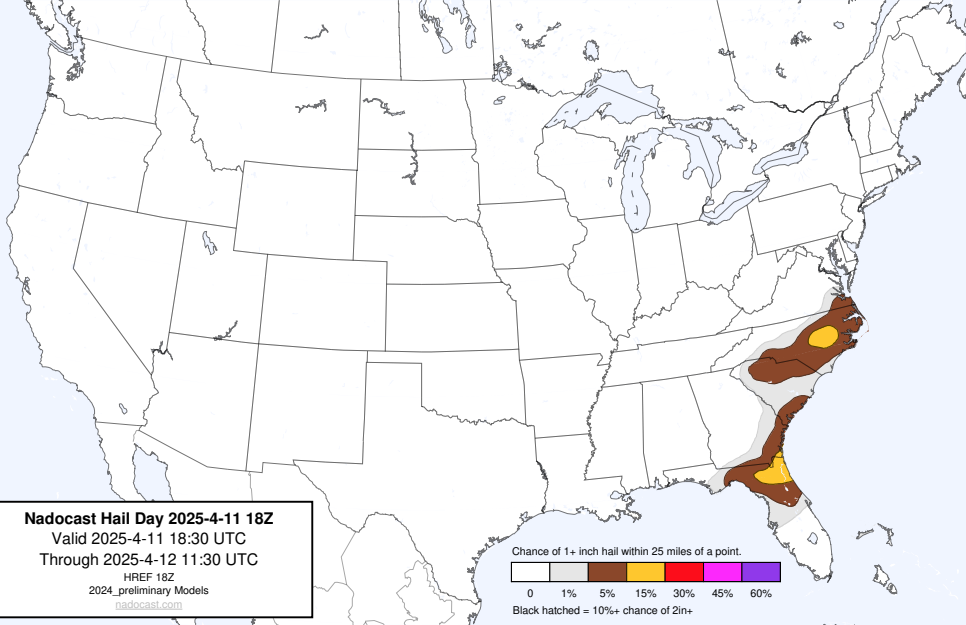 Nadocast Hail Day 2025-4-11 18Z
Valid 2025-4-11 18:30 UTC
Through 2025-4-12 11:30 UTC
HREF 18Z
2024_preliminary Models
nadocast.com
Chance of 1+ inch hail within 25 miles of a point.
0 1% 5% 15% 30% 45% 60%
Black hatched = 10%+ chance of 2in+